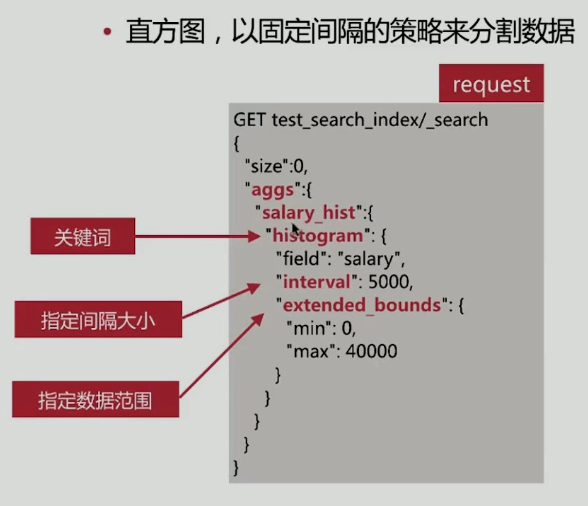 • 直方图，以固定间隔的策略来分割数据
request
GET test_search_index/_search
{
"size":0,
"aggs":{
"salary_hist":{
关键词
"histogram": {
"field": "salary",
指定间隔大小
"interval": 5000,
"extended_bounds": {
"min": 0,
"max": 40000
指定数据范围
}
}
}
}
}